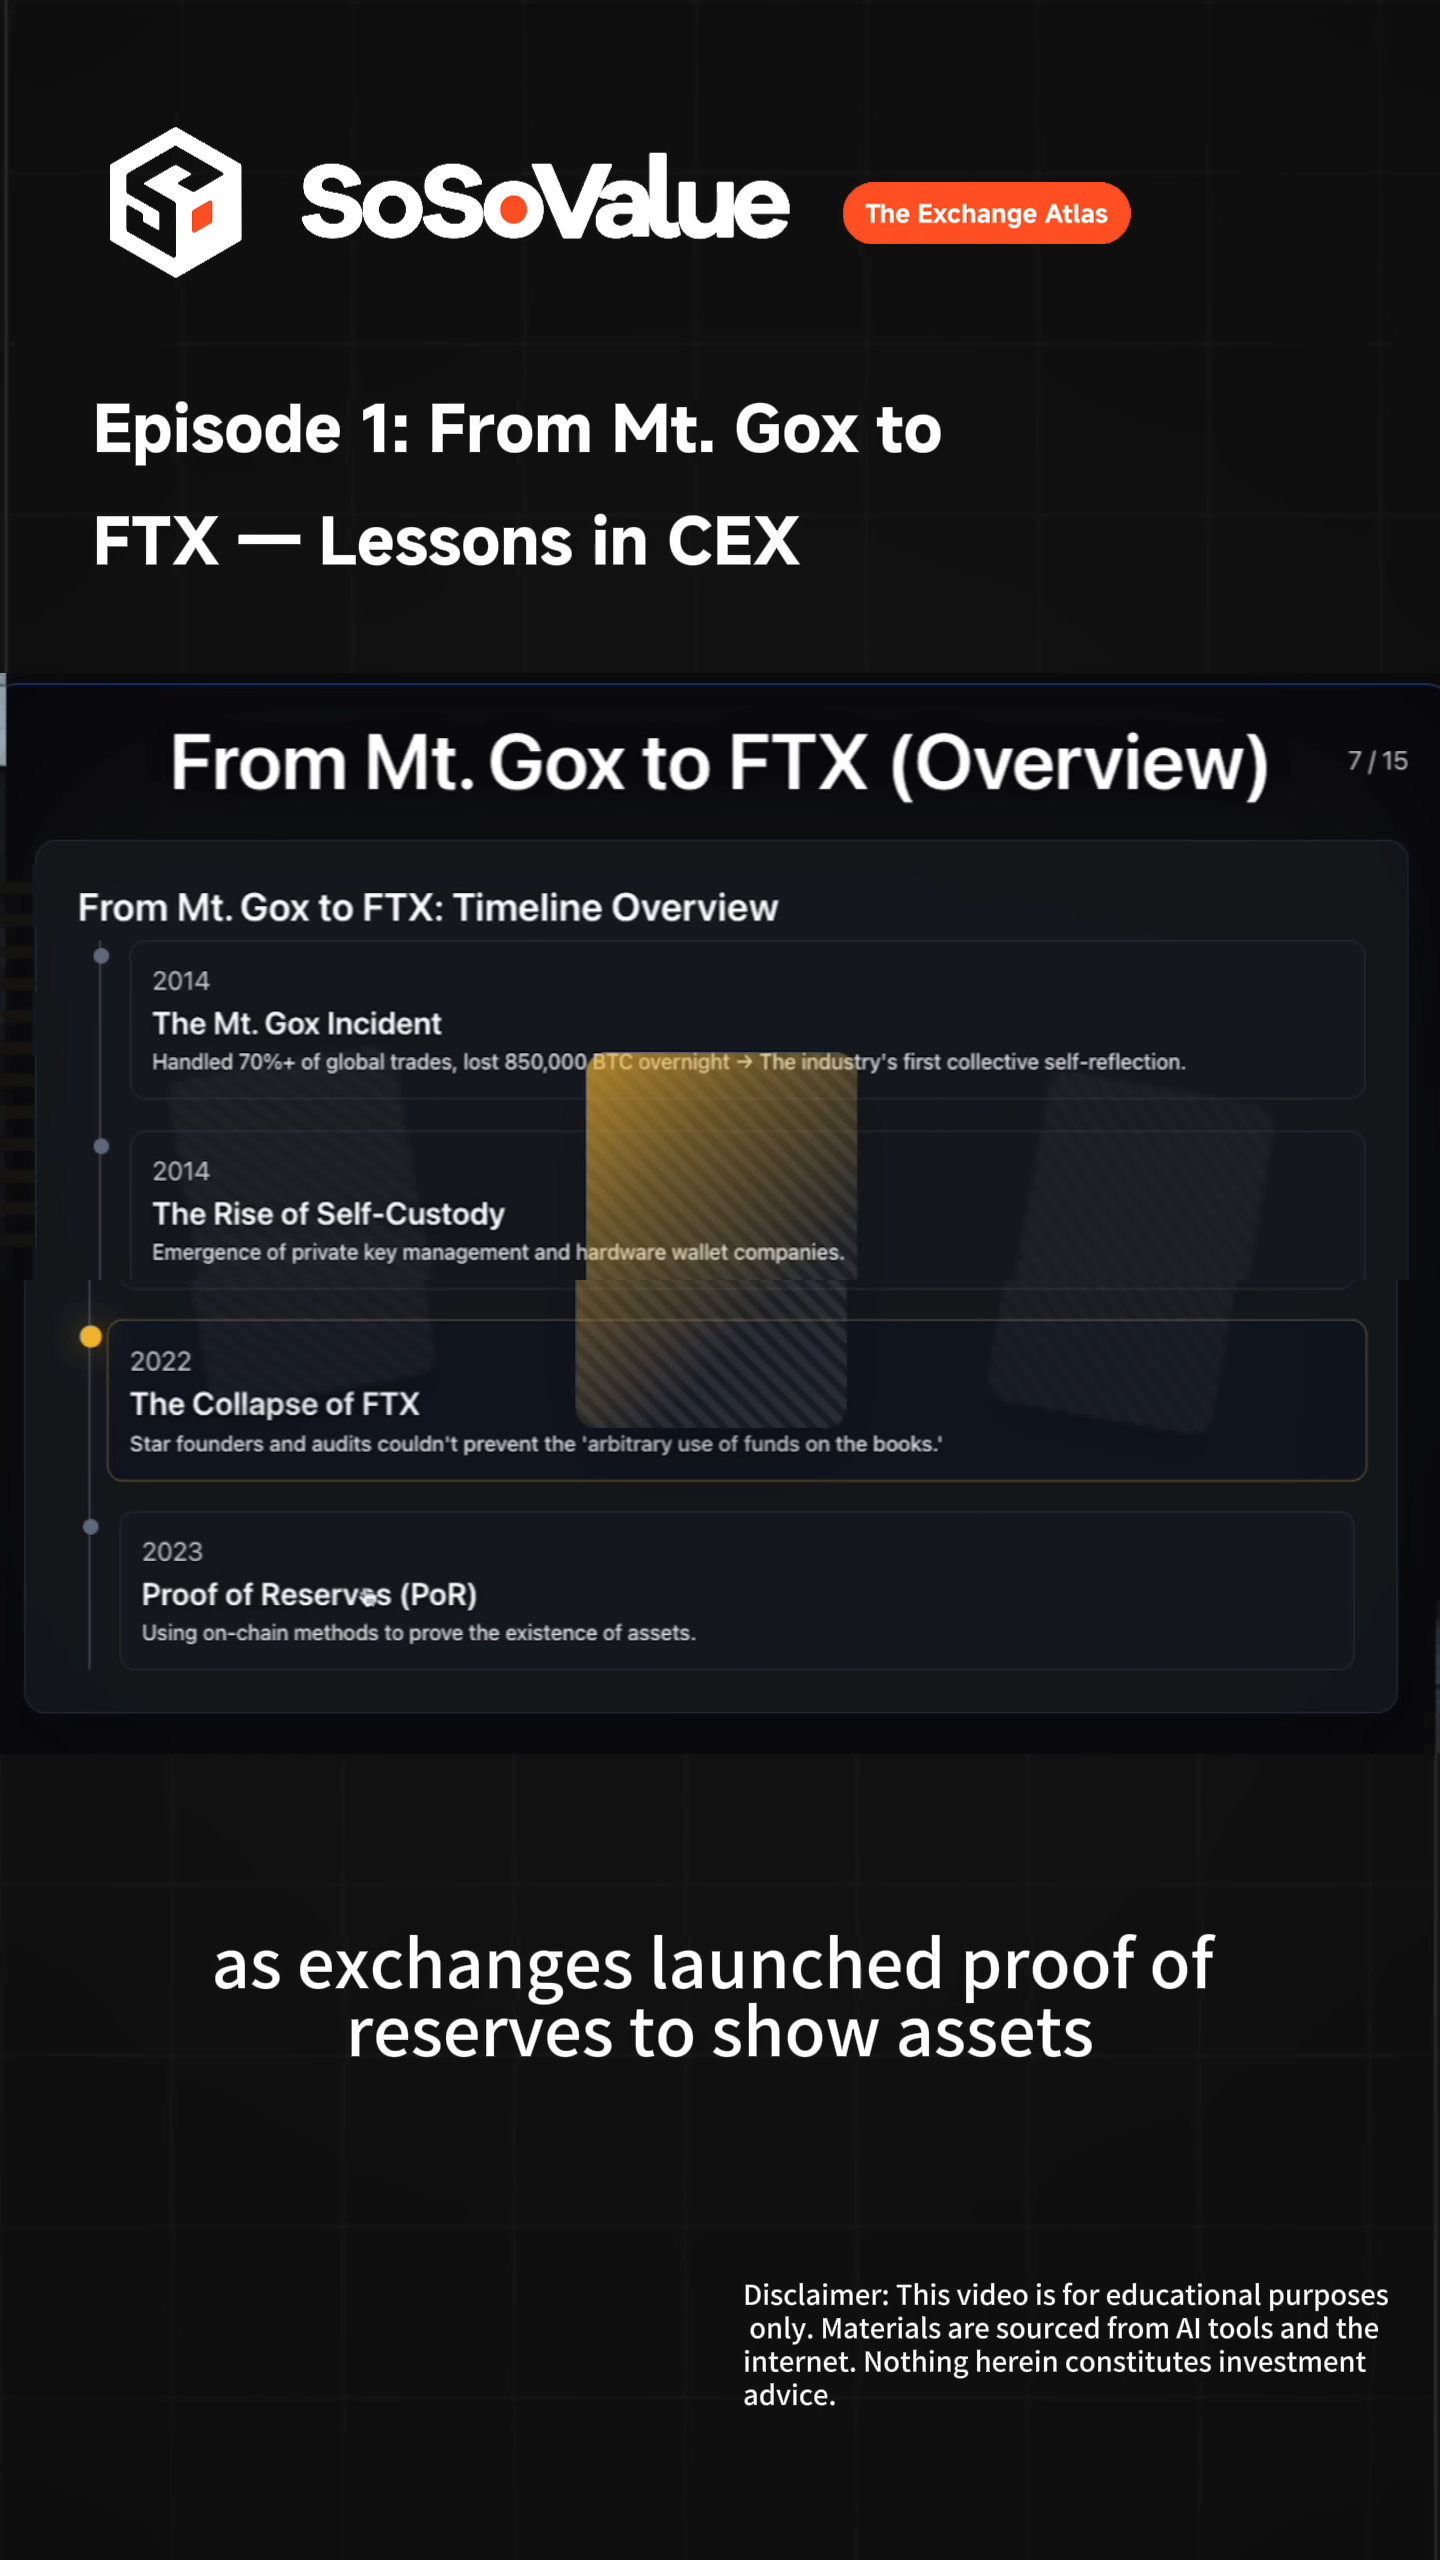 SoSoValue
The Exchange Atlas
Episode 1: From Mt. Gox to
FTX — Lessons in CEX
From Mt. Gox to FTX (Overview)
7 / 15
From Mt. Gox to FTX: Timeline Overview
2014
The Mt. Gox Incident
Handled 70%+ of global trades, lost 850,000 BTC overnight → The industry's first collective self-reflection.
2014
The Rise of Self-Custody
Emergence of private key management and hardware wallet companies.
2022
The Collapse of FTX
Star founders and audits couldn't prevent the 'arbitrary use of funds on the books.'
2023
Proof of Reserves (PoR)
Using on-chain methods to prove the existence of assets.
as exchanges launched proof of
reserves to show assets
Disclaimer: This video is for educational purposes
only. Materials are sourced from AI tools and the
internet. Nothing herein constitutes investment
advice.